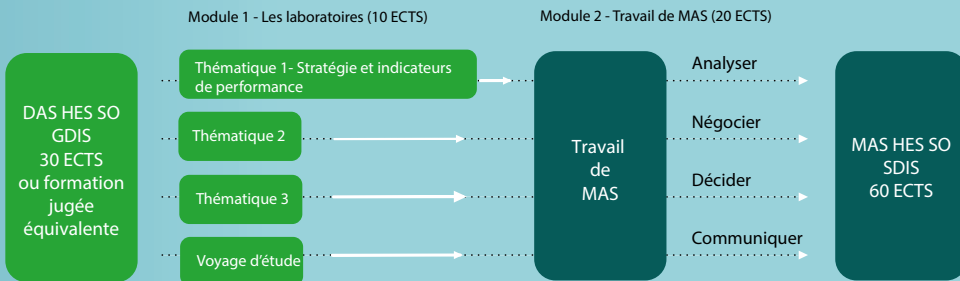 Module 1 - Les laboratoires (10 ECTS)
Module 2 - Travail de MAS (20 ECTS)
DAS HES SO
GDIS
30 ECTS
ou formation
jugée
équivalente
Thématique 1- Stratégie et indicateurs
de performance
Thématique 2
Thématique 3
Voyage d'étude
Travail
de
MAS
Analyser
Négocier
Décider
Communiquer
MAS HES SO
SDIS
60 ECTS